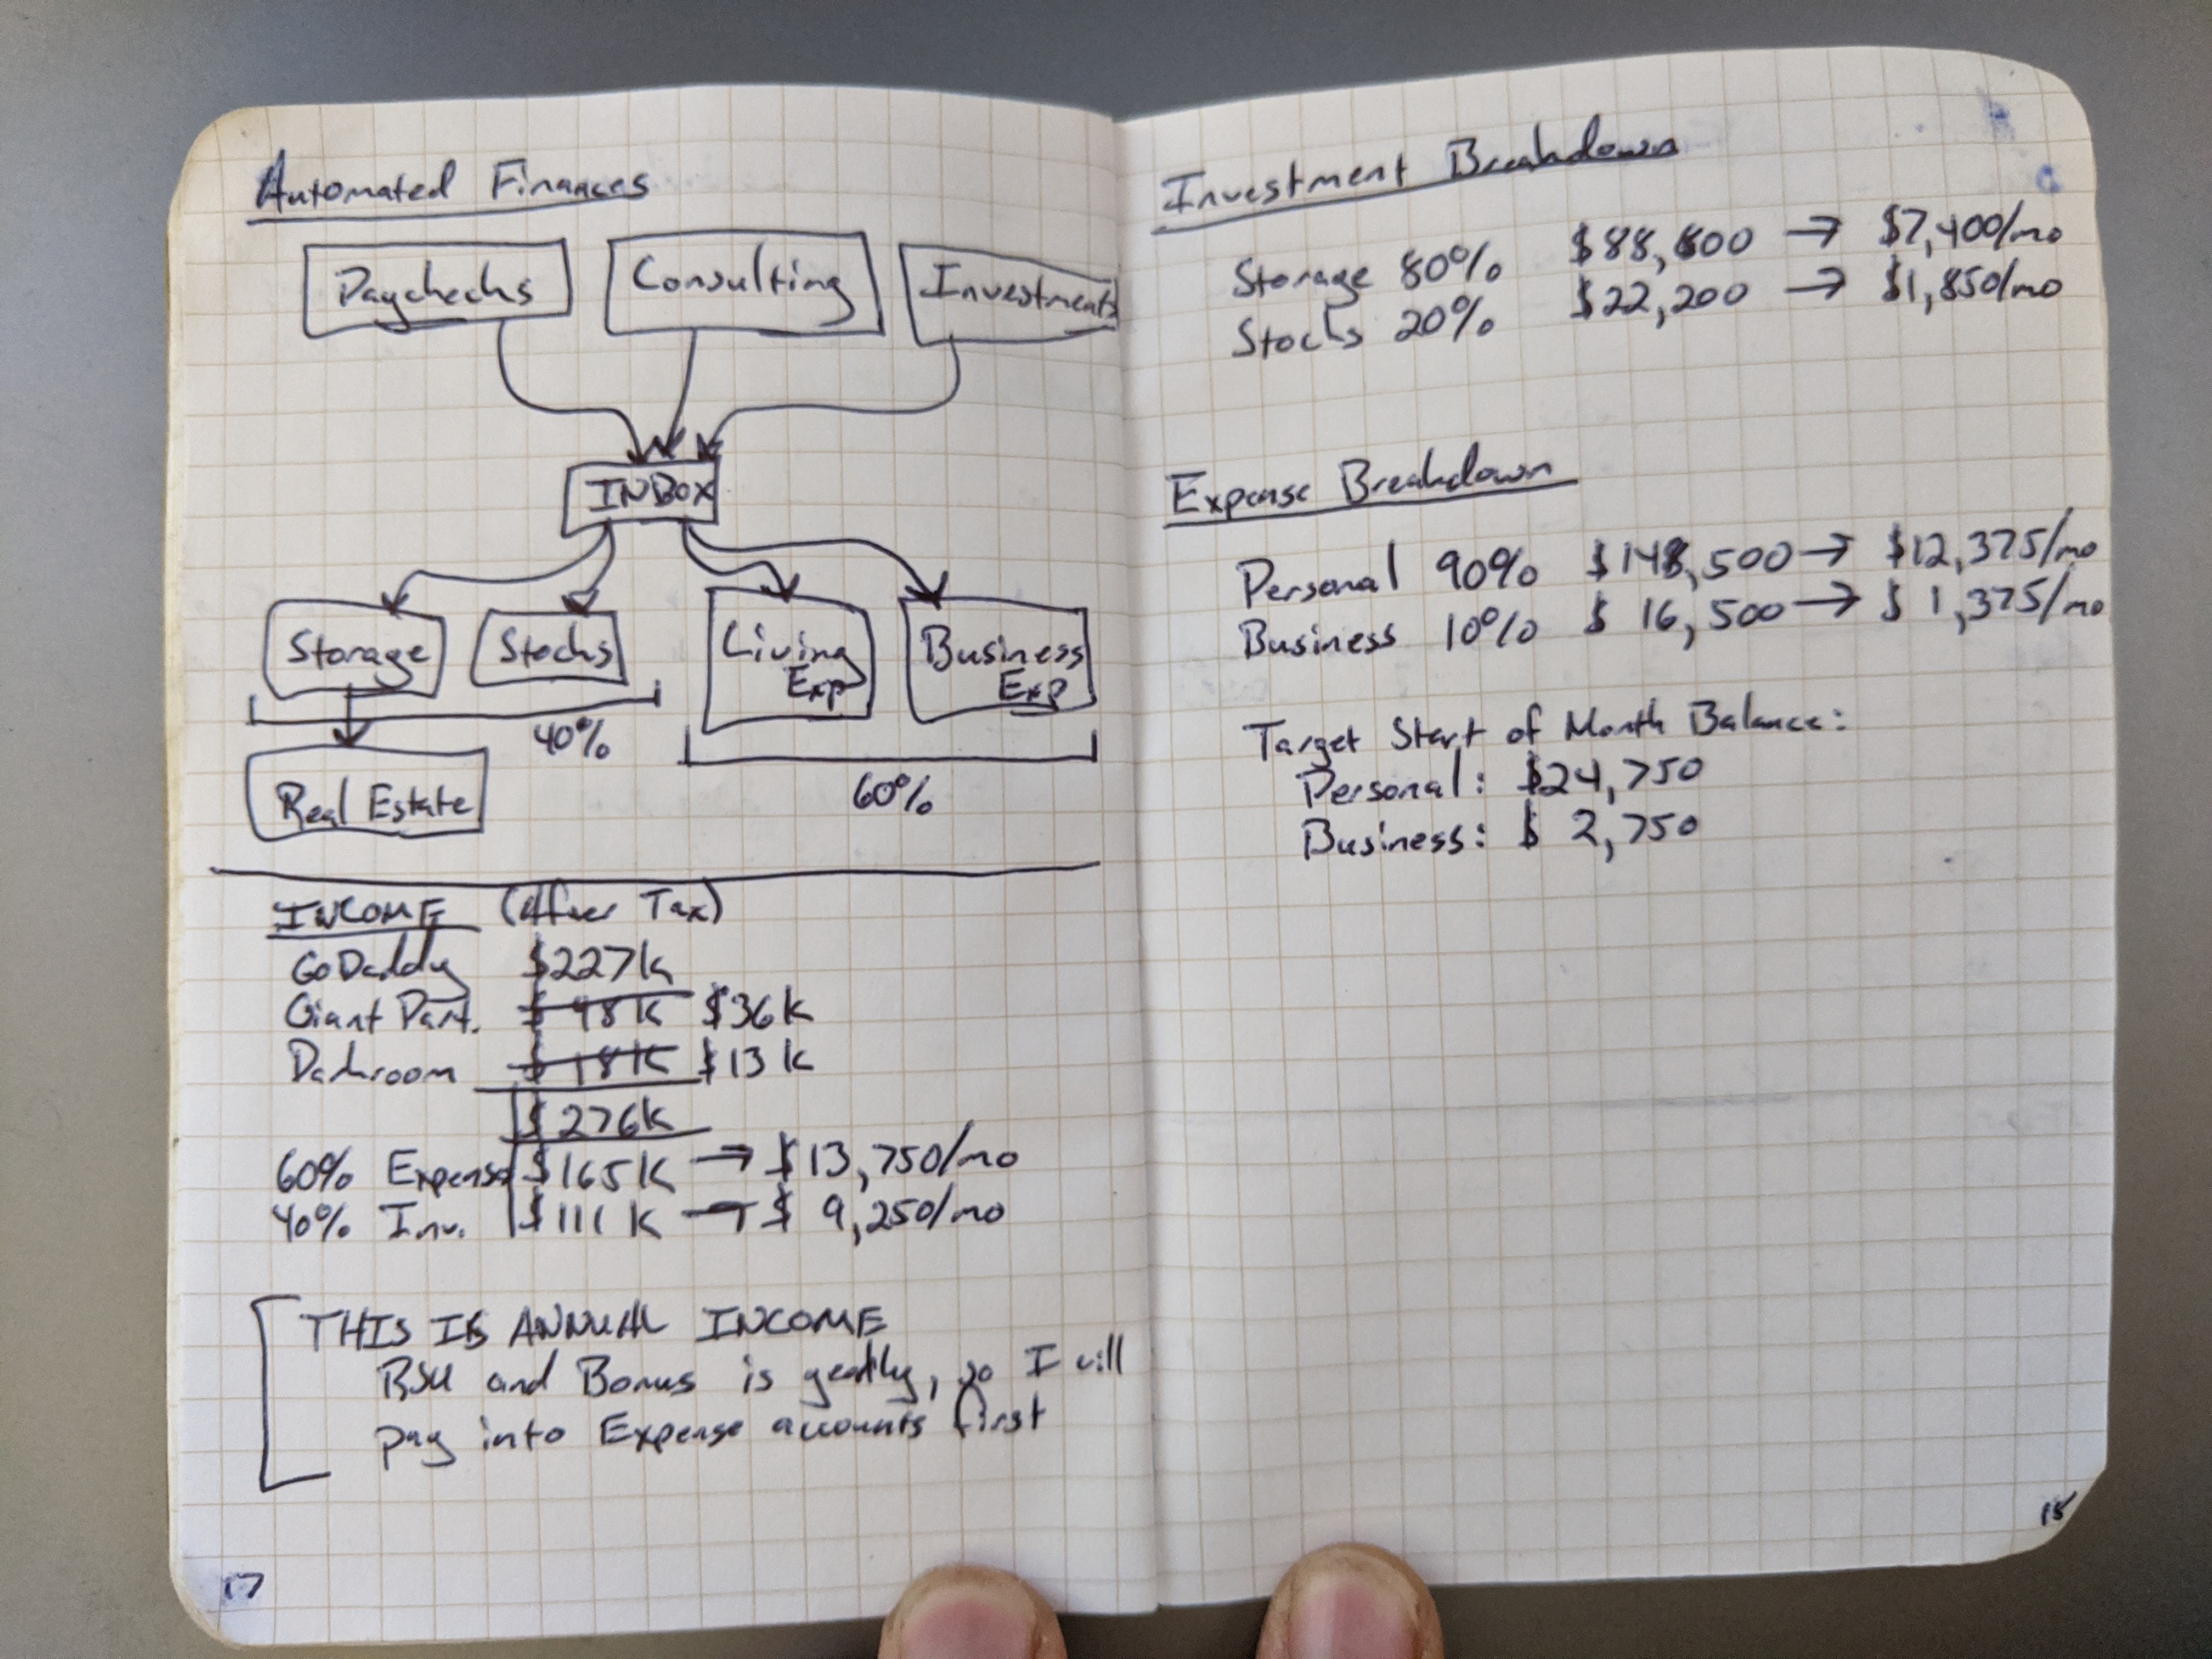 Automated Finances
Paychecks
Consulting
Investments
INBOX
Storage
Stocks
Living
Exp
Business
Exp
40%
60%
Real Estate
INCOME (After Tax)
GoDaddy $227k
Giant Part. $48k $36k
Darkroom $18k $13k
$276k
60% Expense $165k → $13,750/mo
40% Inv. $111k → $9,250/mo
THIS IS ANNUAL INCOME
RSU and Bonus is yearly, so I will
pay into Expense accounts first
17
Investment Breakdown
Storage 80% $88,800 → $7,400/mo
Stocks 20% $22,200 → $1,850/mo
Expense Breakdown
Personal 90% $148,500 → $12,375/mo
Business 10% $16,500 → $1,375/mo
Target Start of Month Balance:
Personal: $24,750
Business: $2,750
18